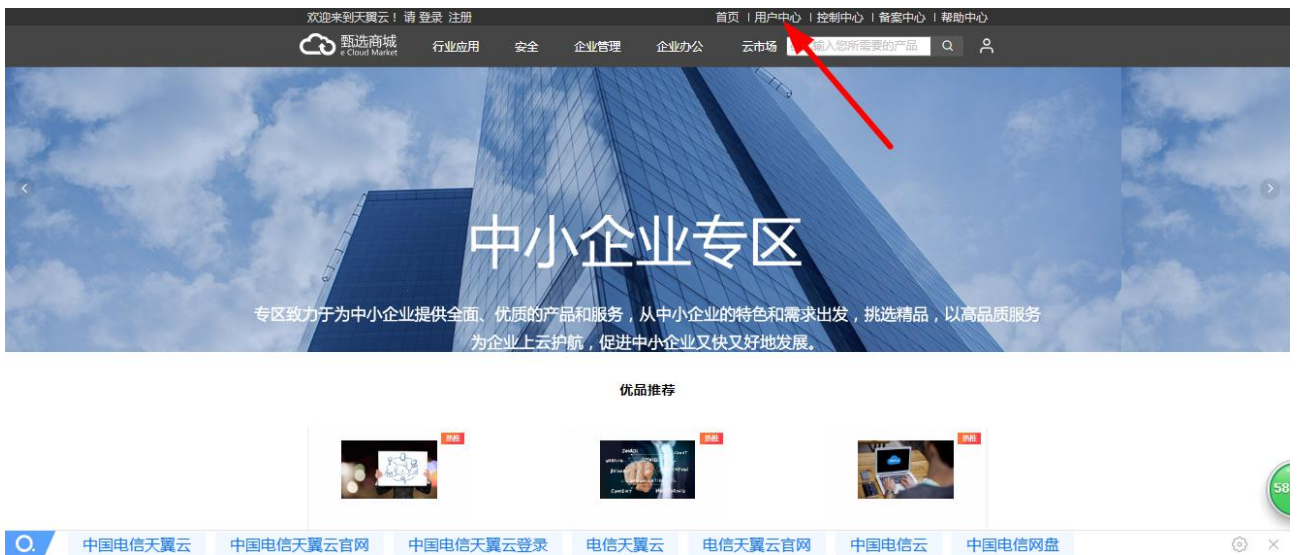 欢迎来到天翼云！请 登录 注册
首页 | 用户中心 | 控制中心 | 备案中心 | 帮助中心
甄选商城
e Cloud Market
行业应用 安全 企业管理 企业办公 云市场 输入您所需要的产品
中小企业专区
专区致力于为中小企业提供全面、优质的产品和服务，从中小企业的特色和需求出发，挑选精品，以高品质服务
为企业上云护航，促进中小企业又快又好地发展。
优品推荐
热推 热推 热推
58
中国电信天翼云 中国电信天翼云官网 中国电信天翼云登录 电信天翼云 电信天翼云官网 中国电信云 中国电信网盘